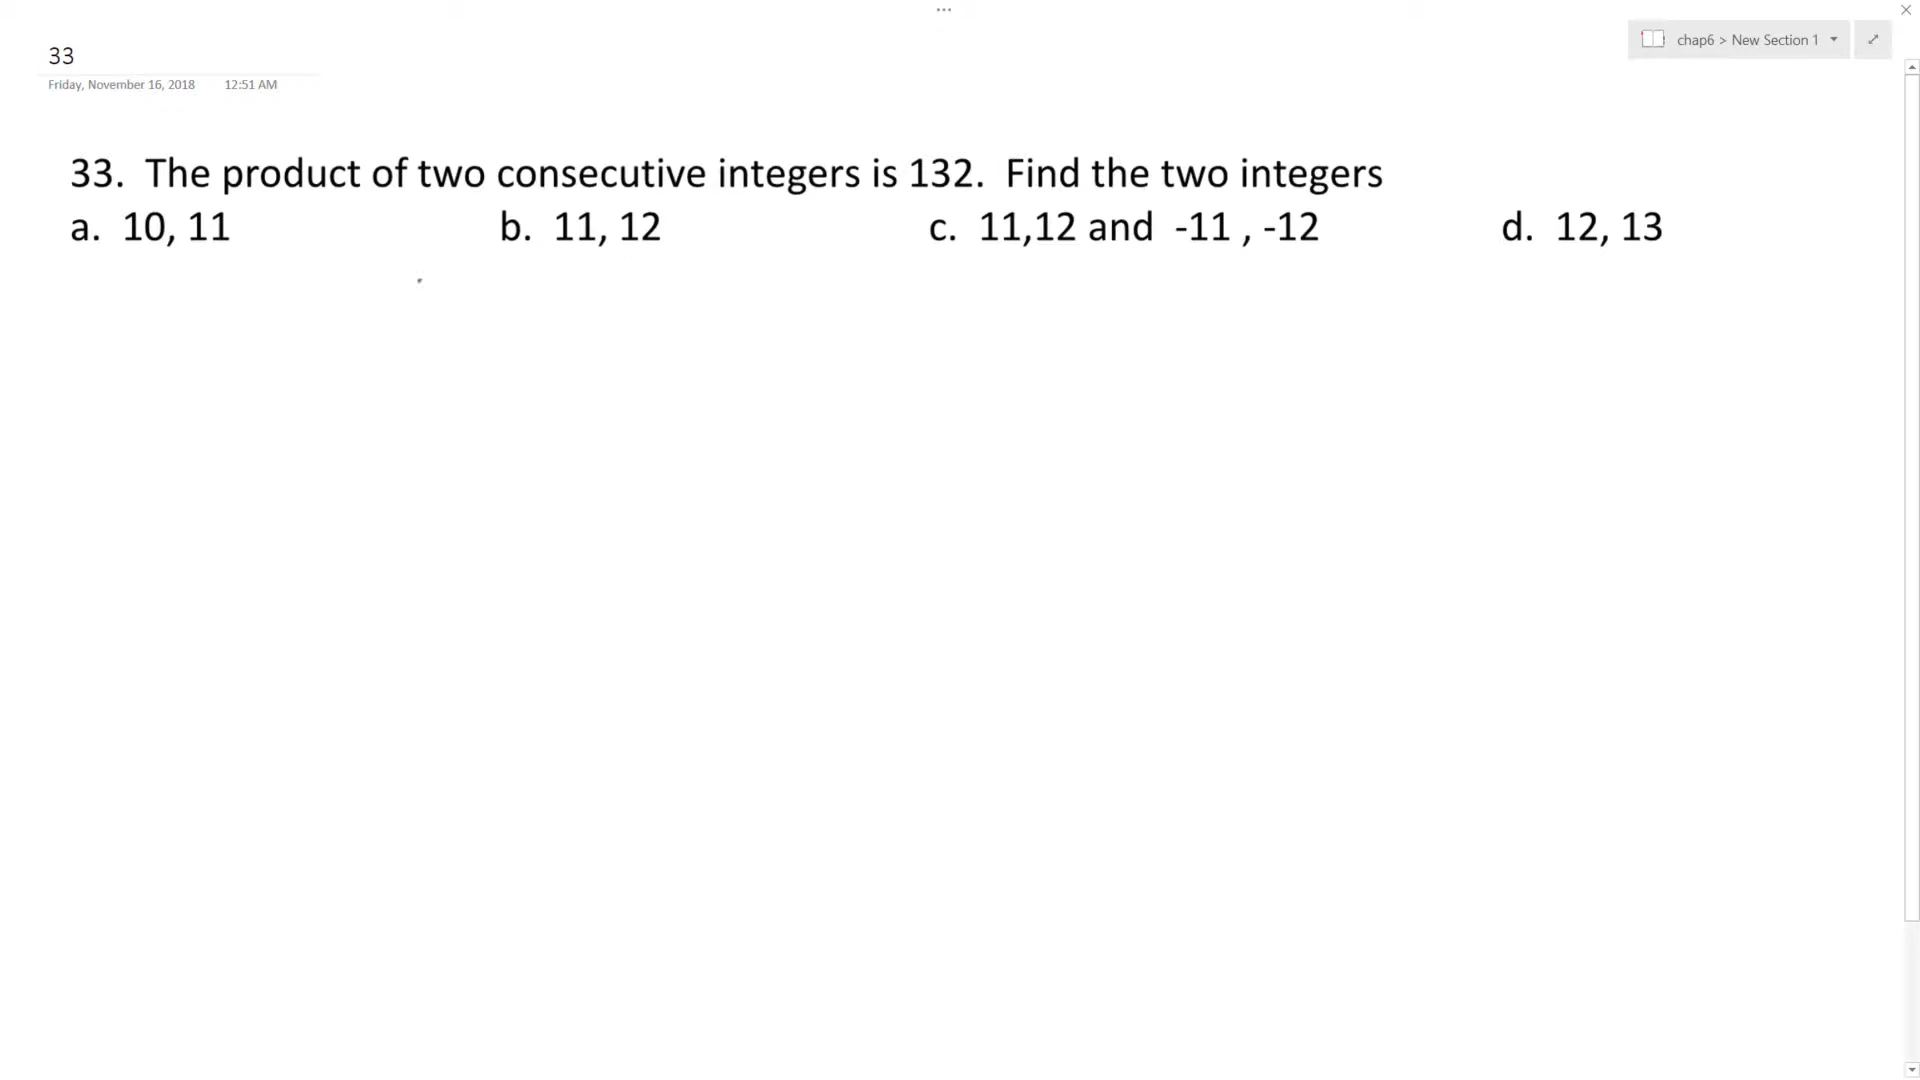 ...
chap6 > New Section 1
33
Friday, November 16, 2018 12:51 AM
33. The product of two consecutive integers is 132. Find the two integers
a. 10, 11 b. 11, 12 c. 11,12 and -11 , -12 d. 12, 13